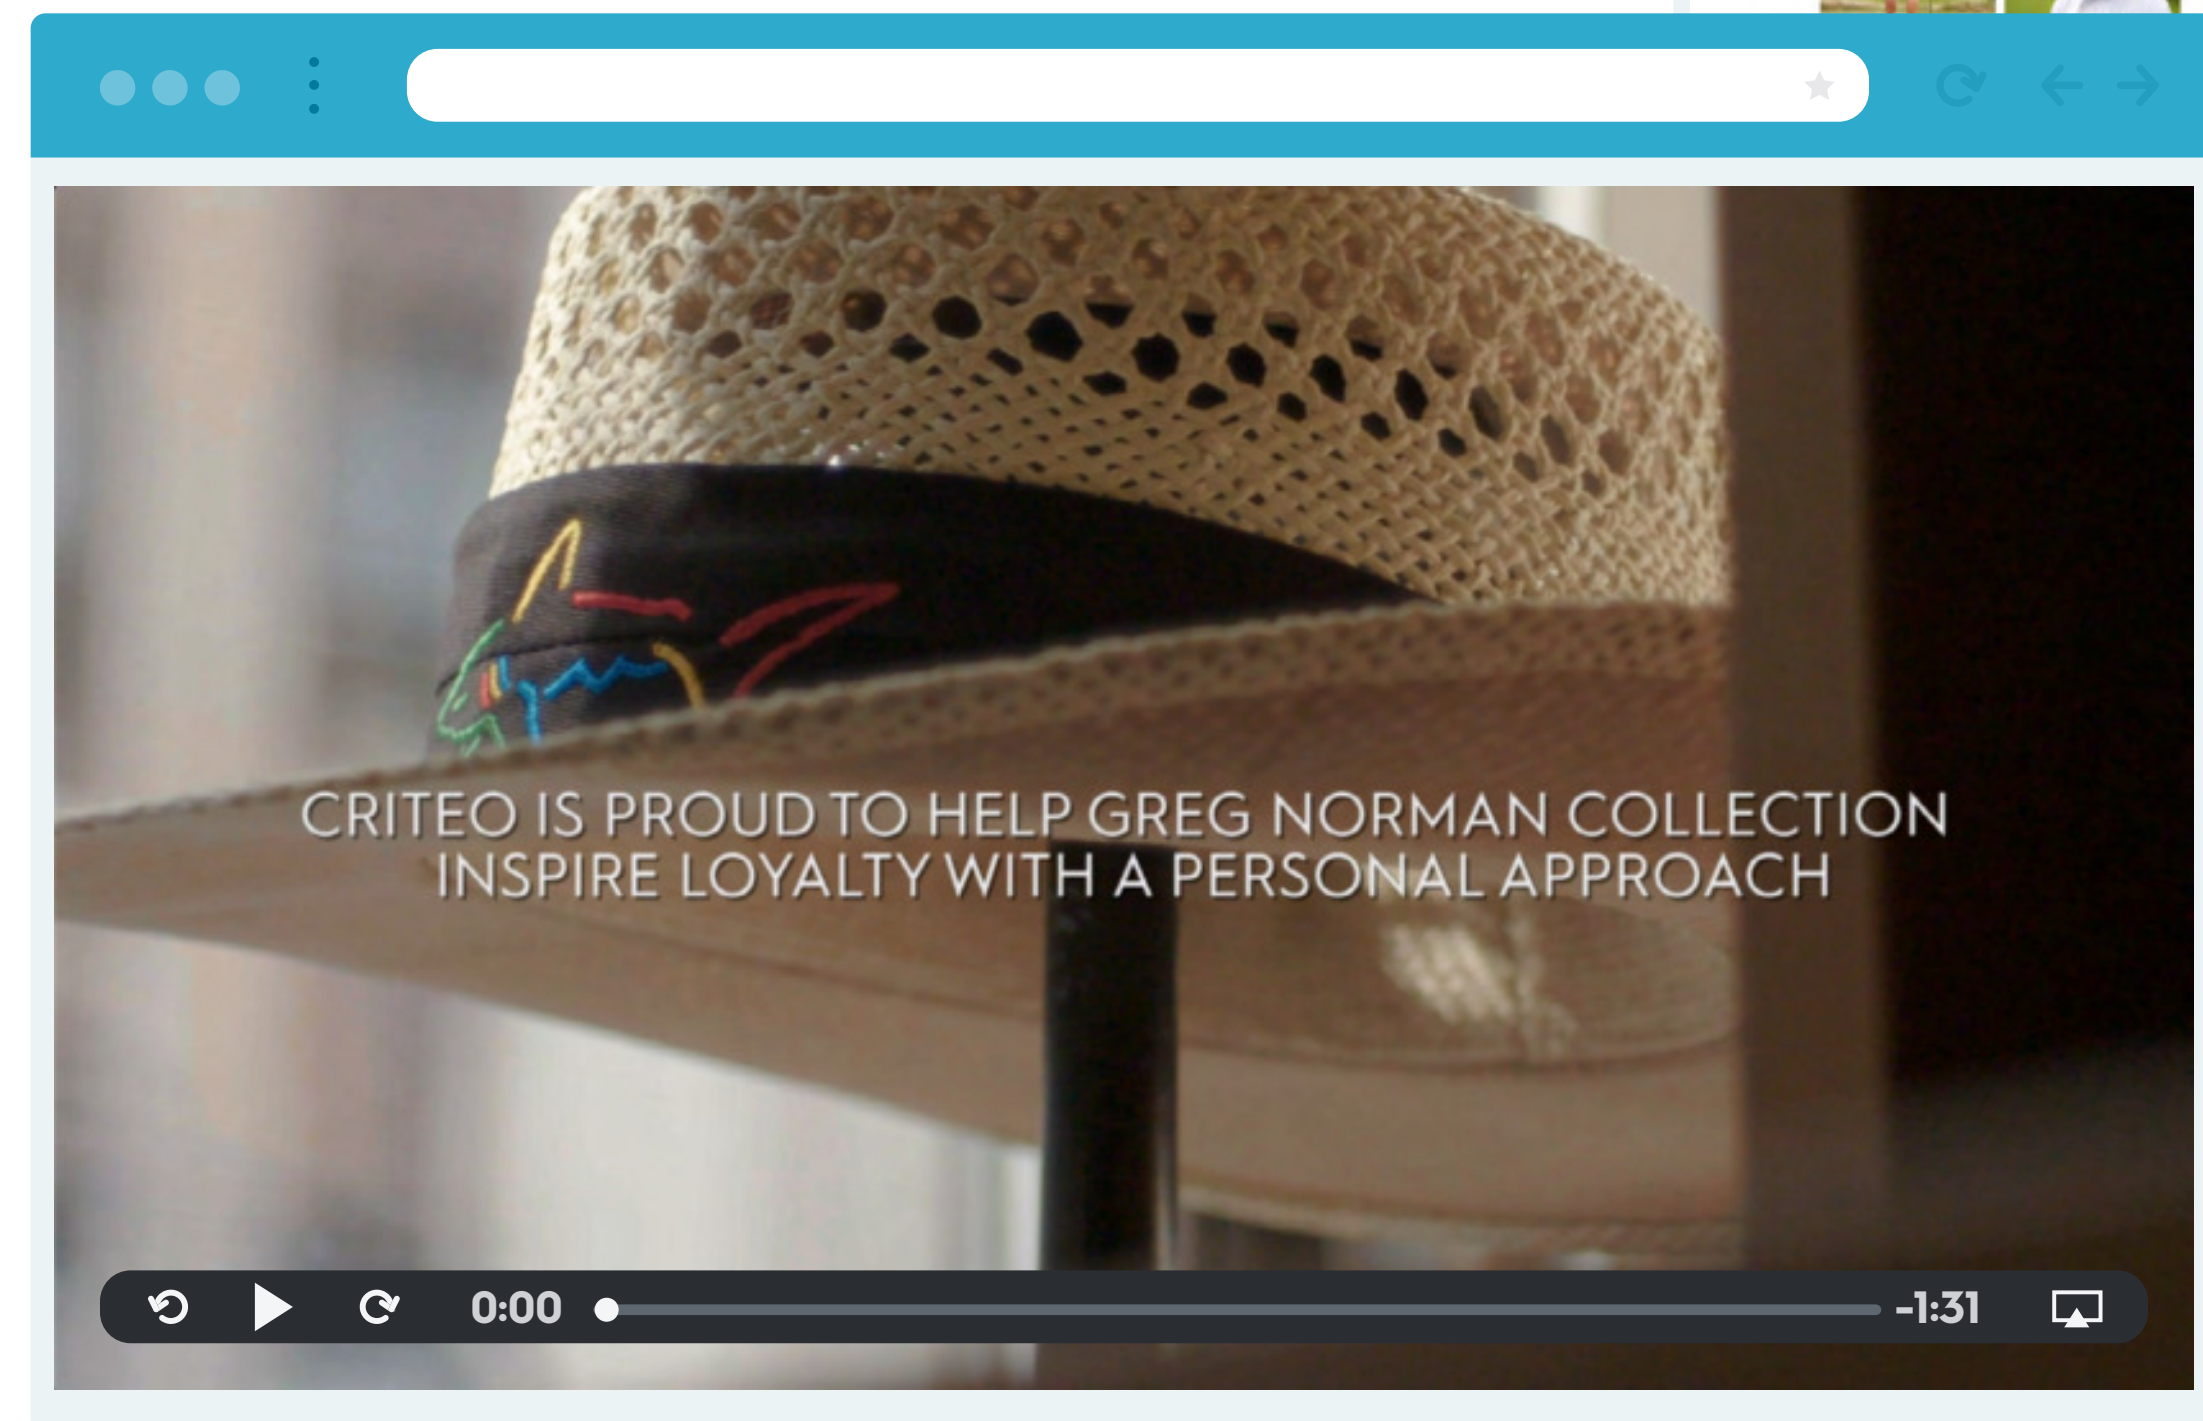 CRITEO IS PROUD TO HELP GREG NORMAN COLLECTION
INSPIRE LOYALTY WITH A PERSONAL APPROACH
0:00 -1:31